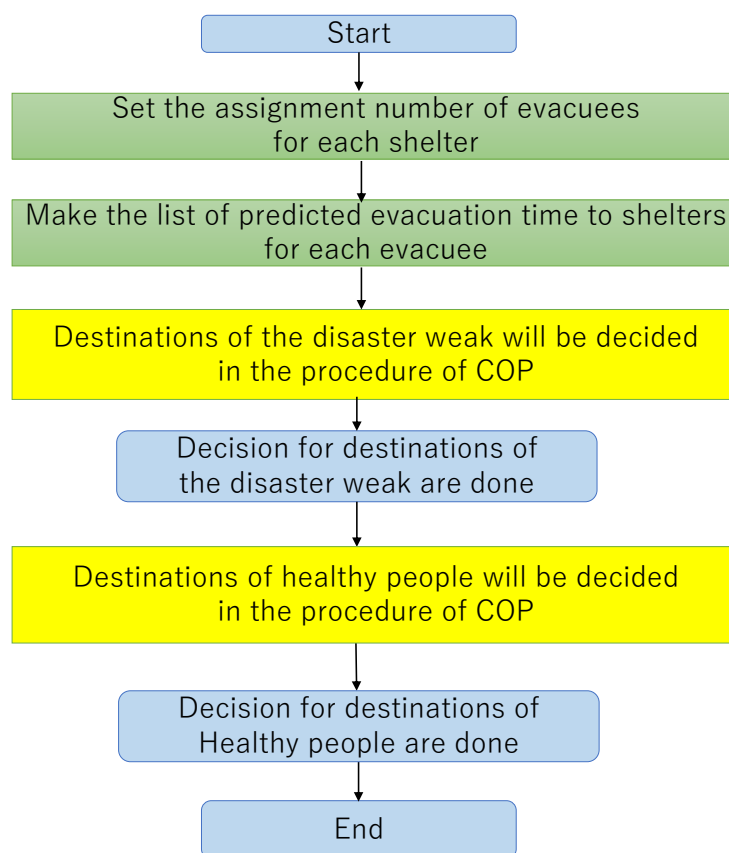 Start
Set the assignment number of evacuees
for each shelter
Make the list of predicted evacuation time to shelters
for each evacuee
Destinations of the disaster weak will be decided
in the procedure of COP
Decision for destinations of
the disaster weak are done
Destinations of healthy people will be decided
in the procedure of COP
Decision for destinations of
Healthy people are done
End